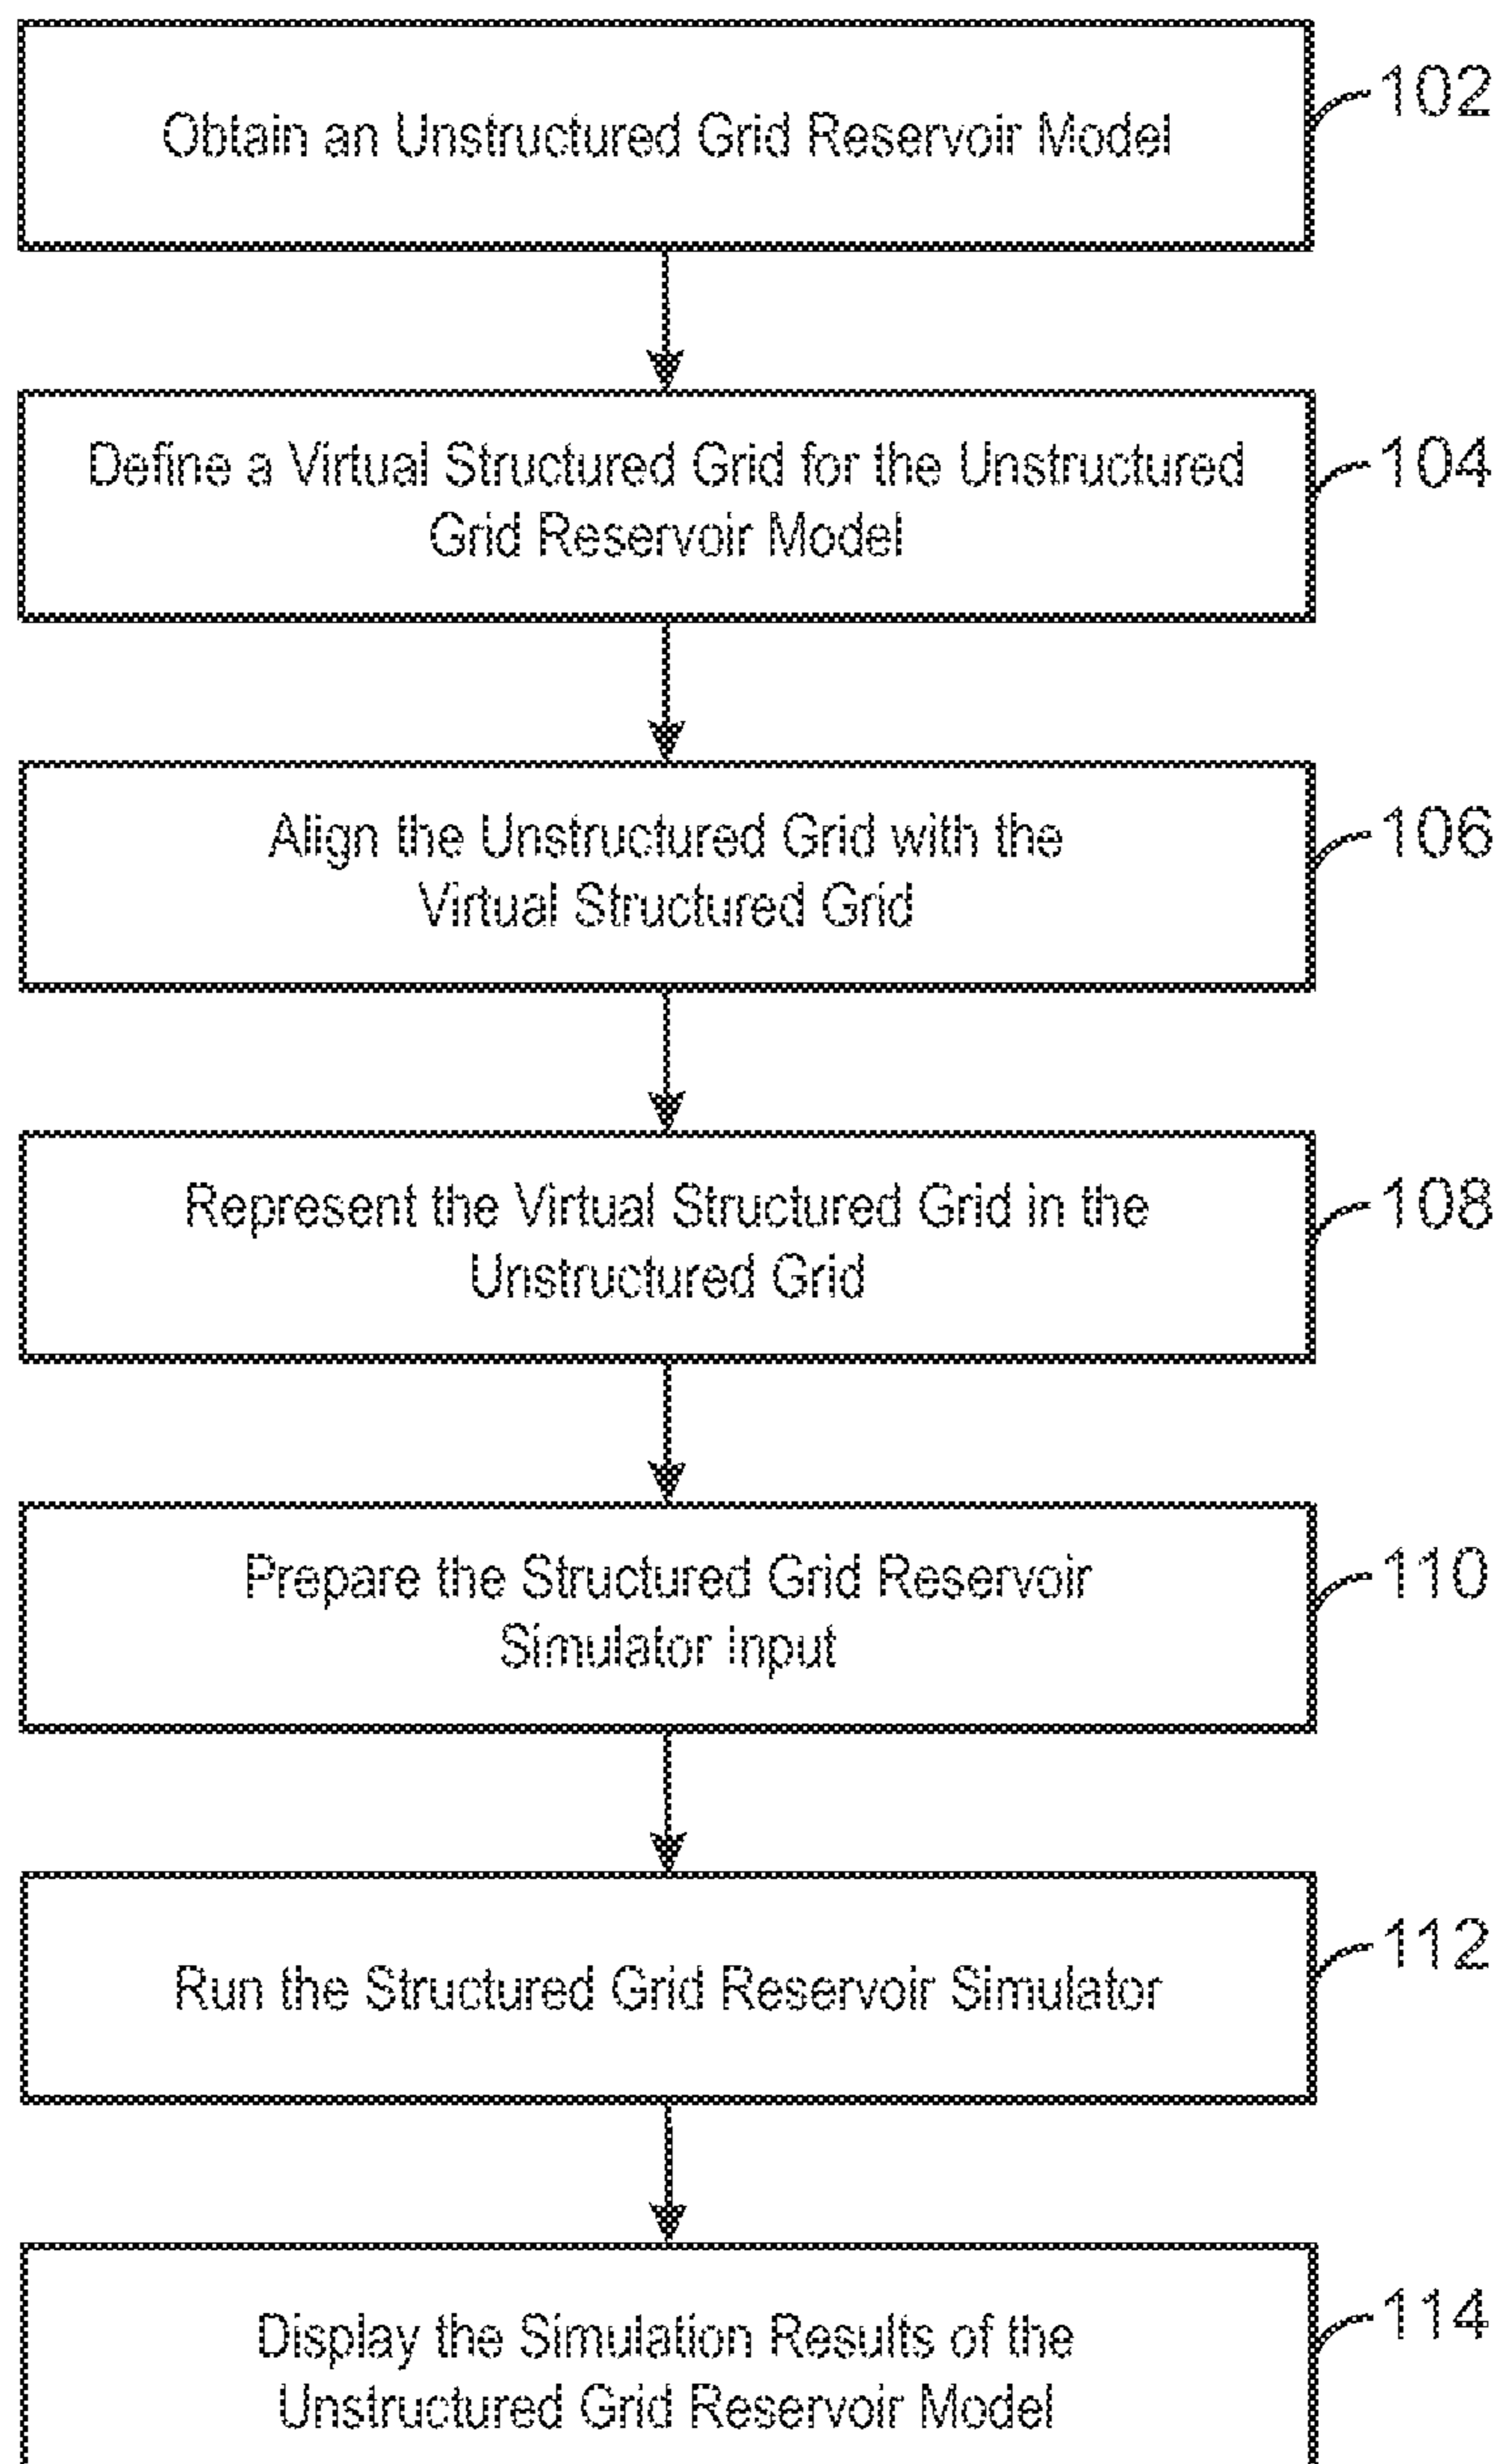 Obtain an Unstructured Grid Reservoir Model
102
Define a Virtual Structured Grid for the Unstructured
Grid Reservoir Model
104
Align the Unstructured Grid with the
Virtual Structured Grid
106
Represent the Virtual Structured Grid in the
Unstructured Grid
108
Prepare the Structured Grid Reservoir
Simulator Input
110
Run the Structured Grid Reservoir Simulator
112
Display the Simulation Results of the
Unstructured Grid Reservoir Model
114